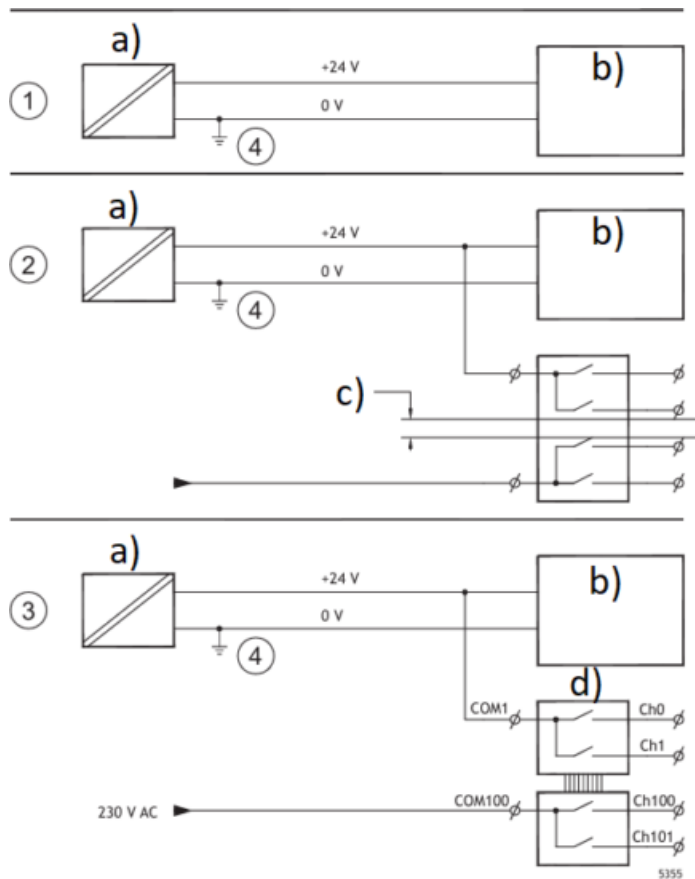 a)
+24 V
b)
1
0 V
4
a)
+24 V
b)
2
0 V
4
c)
a)
+24 V
b)
3
0 V
4
d)
COM1
Ch0
Ch1
230 V AC
COM100
Ch100
Ch101
5355